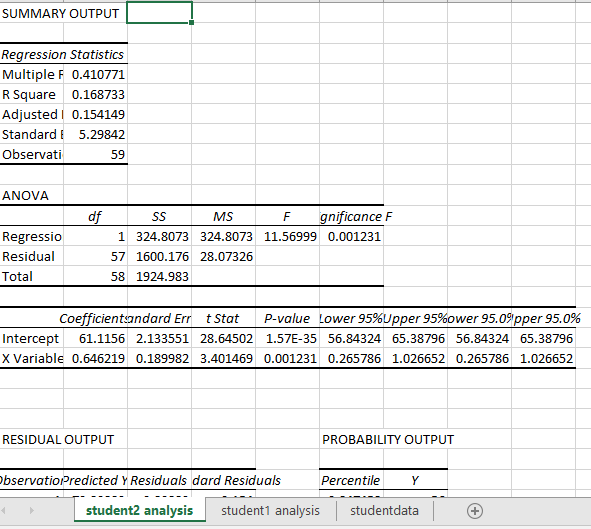 SUMMARY OUTPUT
Regression Statistics
Multiple R 0.410771
R Square 0.168733
Adjusted 0.154149
Standard E 5.29842
Observati 59
ANOVA
df SS MS F gnificance F
Regressio 1 324.8073 324.8073 11.56999 0.001231
Residual 57 1600.176 28.07326
Total 58 1924.983
Coefficients andard Err t Stat P-value Lower 95% Upper 95% ower 95.0% pper 95.0%
Intercept 61.1156 2.133551 28.64502 1.57E-35 56.84324 65.38796 56.84324 65.38796
X Variable 0.646219 0.189982 3.401469 0.001231 0.265786 1.026652 0.265786 1.026652
RESIDUAL OUTPUT PROBABILITY OUTPUT
Observation Predicted Y Residuals dard Residuals Percentile Y
student2 analysis student1 analysis studentdata